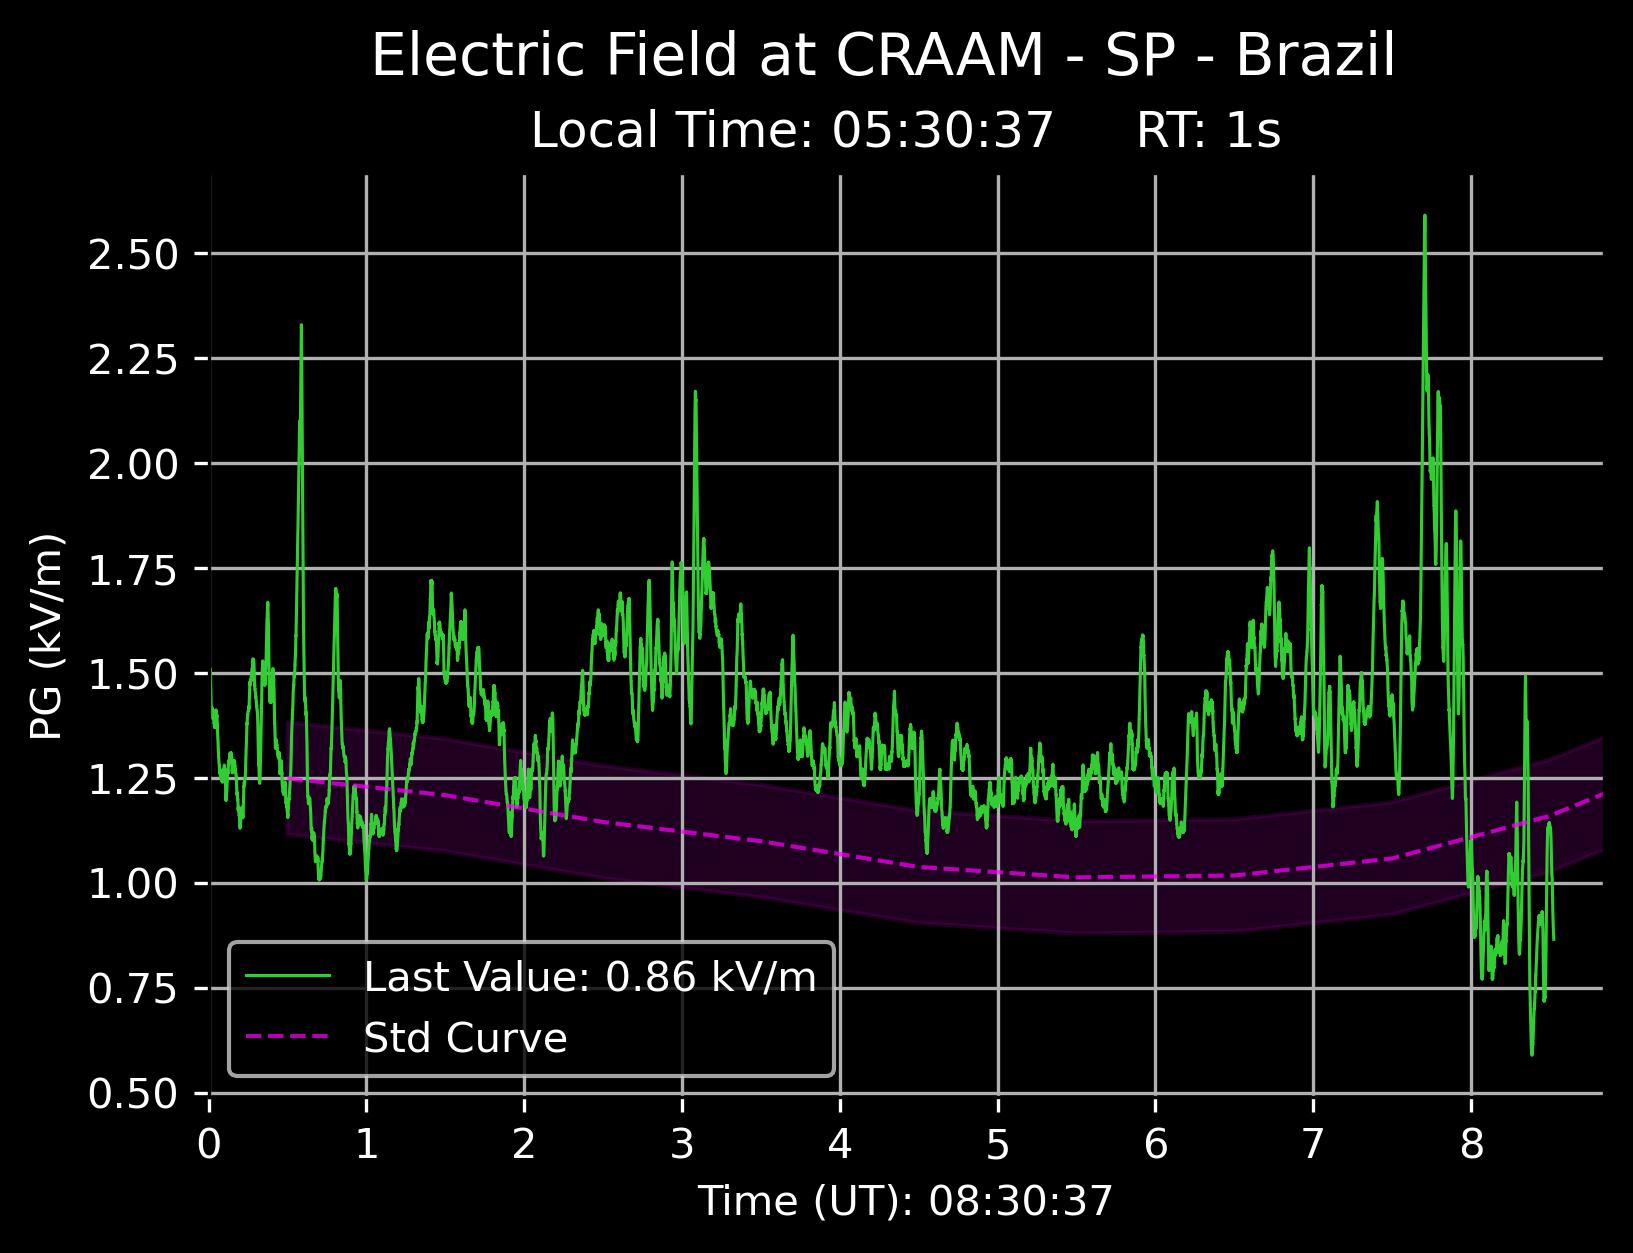 Electric Field at CRAAM - SP - Brazil
Local Time: 05:30:37 RT: 1s
PG (kV/m)
2.50
2.25
2.00
1.75
1.50
1.25
1.00
0.75
0.50
Last Value: 0.86 kV/m
Std Curve
0 1 2 3 4 5 6 7 8
Time (UT): 08:30:37